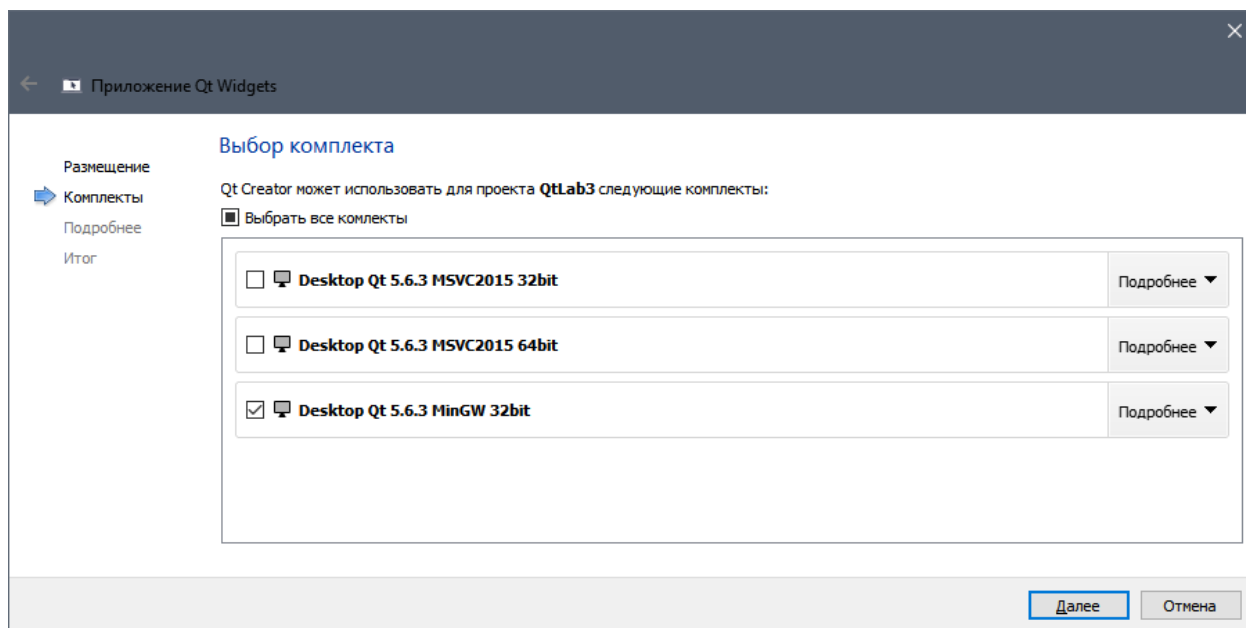 Приложение Qt Widgets
Размещение
Комплекты
Подробнее
Итог
Выбор комплекта
Qt Creator может использовать для проекта QtLab3 следующие комплекты:
Выбрать все комлекты
Desktop Qt 5.6.3 MSVC2015 32bit
Подробнее
Desktop Qt 5.6.3 MSVC2015 64bit
Подробнее
Desktop Qt 5.6.3 MinGW 32bit
Подробнее
Далее
Отмена